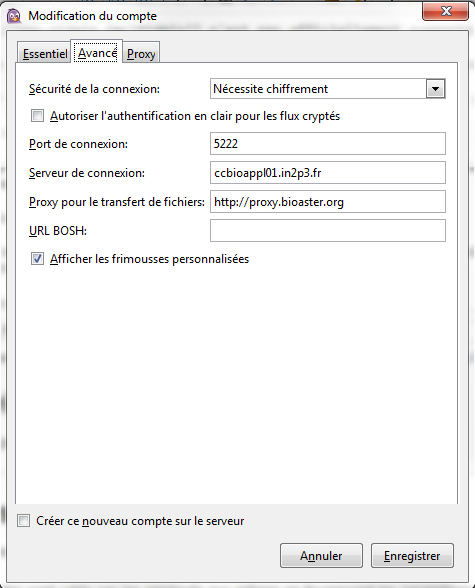 Modification du compte
Essentiel Avancé Proxy
Sécurité de la connexion: Nécessite chiffrement
Autoriser l'authentification en clair pour les flux cryptés
Port de connexion: 5222
Serveur de connexion: ccbioappl01.in2p3.fr
Proxy pour le transfert de fichiers: http://proxy.bioaster.org
URL BOSH:
Afficher les frimousses personnalisées
Créer ce nouveau compte sur le serveur
Annuler Enregistrer